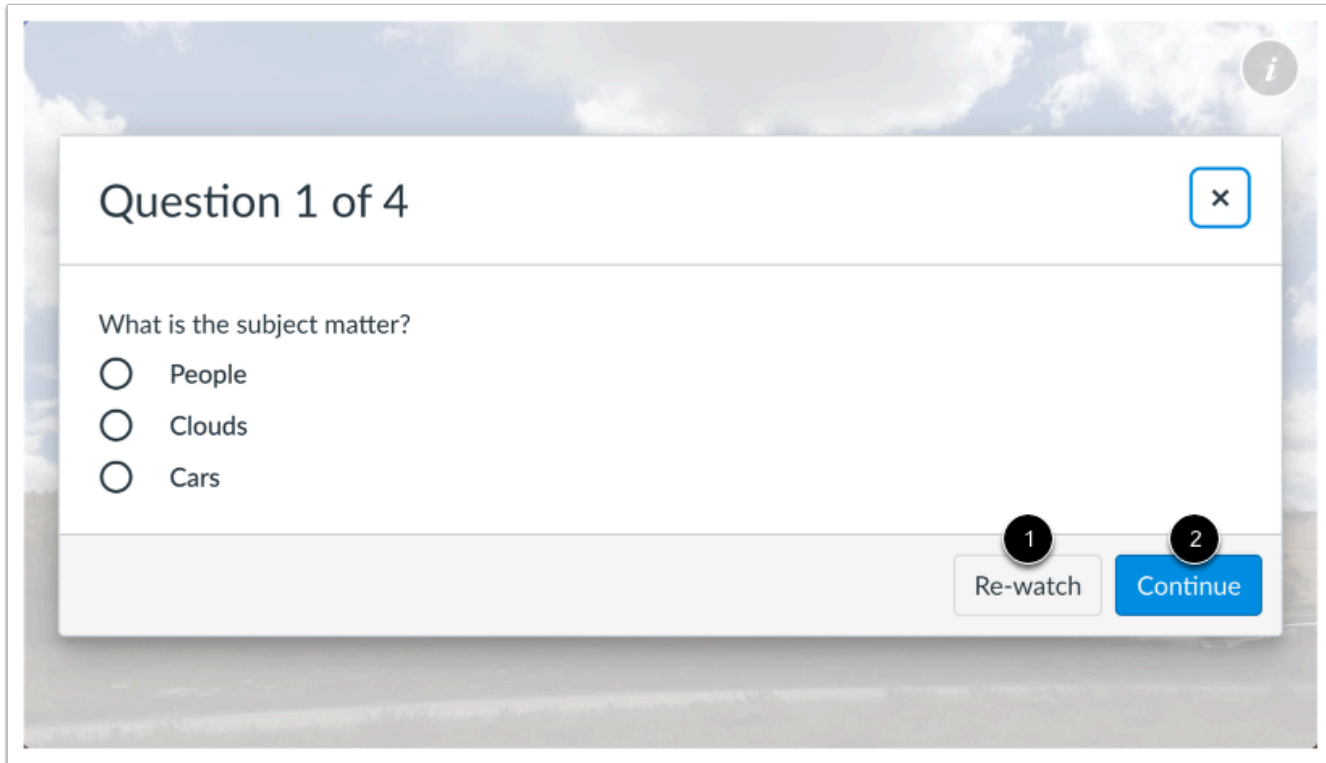 i
Question 1 of 4
×
What is the subject matter?
People
Clouds
Cars
1
2
Re-watch
Continue